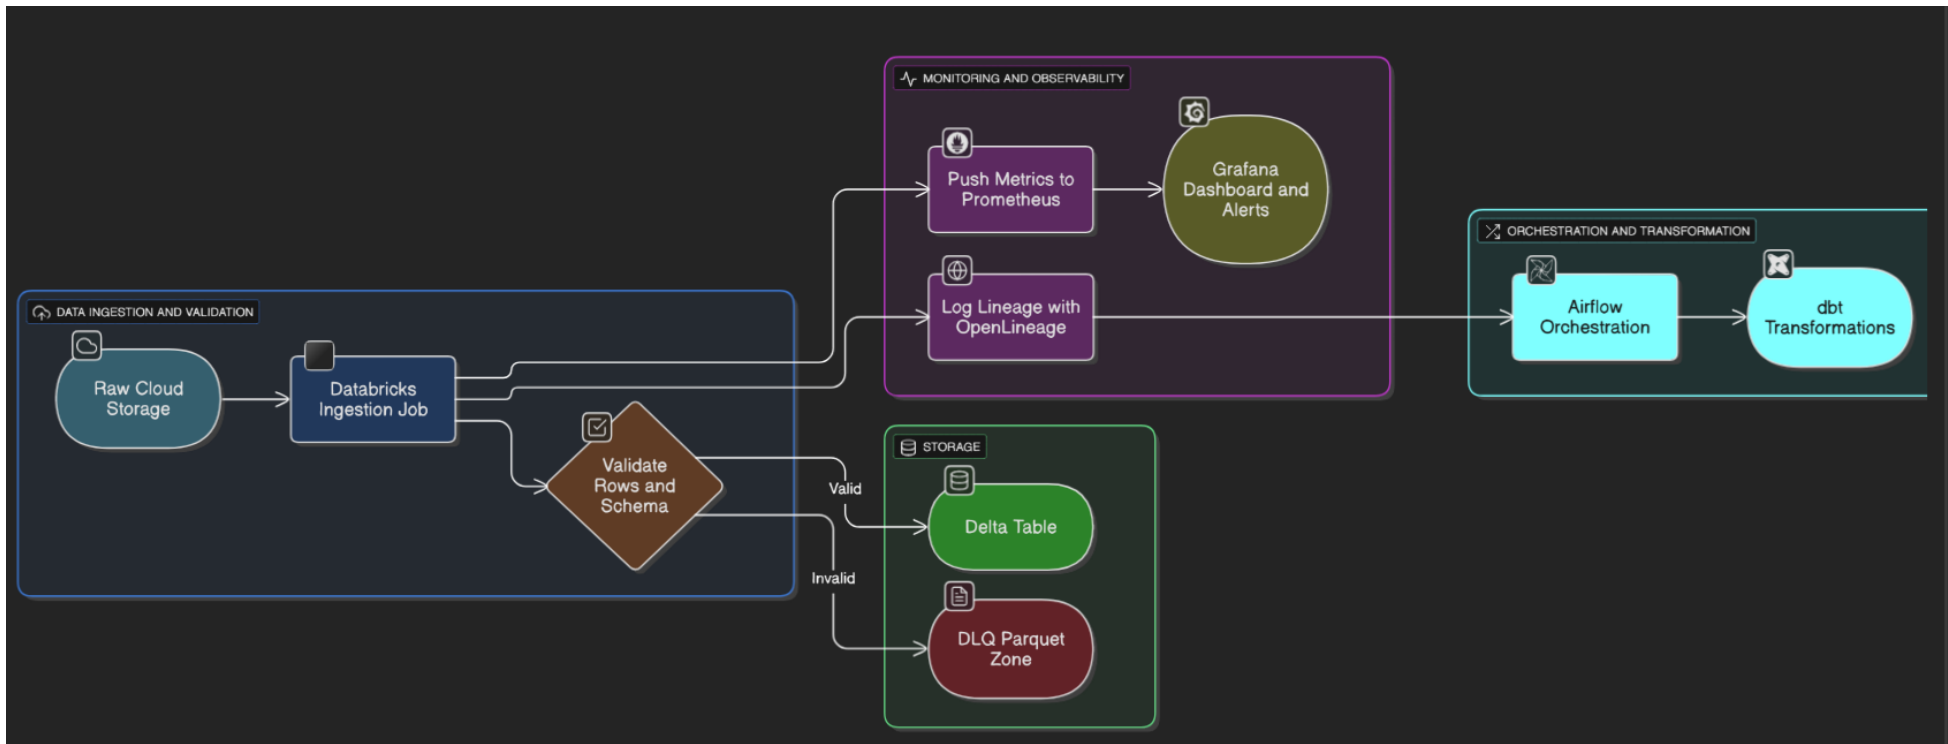 MONITORING AND OBSERVABILITY
Push Metrics to
Prometheus
Grafana
Dashboard and
Alerts
Log Lineage with
OpenLineage
ORCHESTRATION AND TRANSFORMATION
Airflow
Orchestration
dbt
Transformations
DATA INGESTION AND VALIDATION
Raw Cloud
Storage
Databricks
Ingestion Job
Validate
Rows and
Schema
Valid
Invalid
STORAGE
Delta Table
DLQ Parquet
Zone